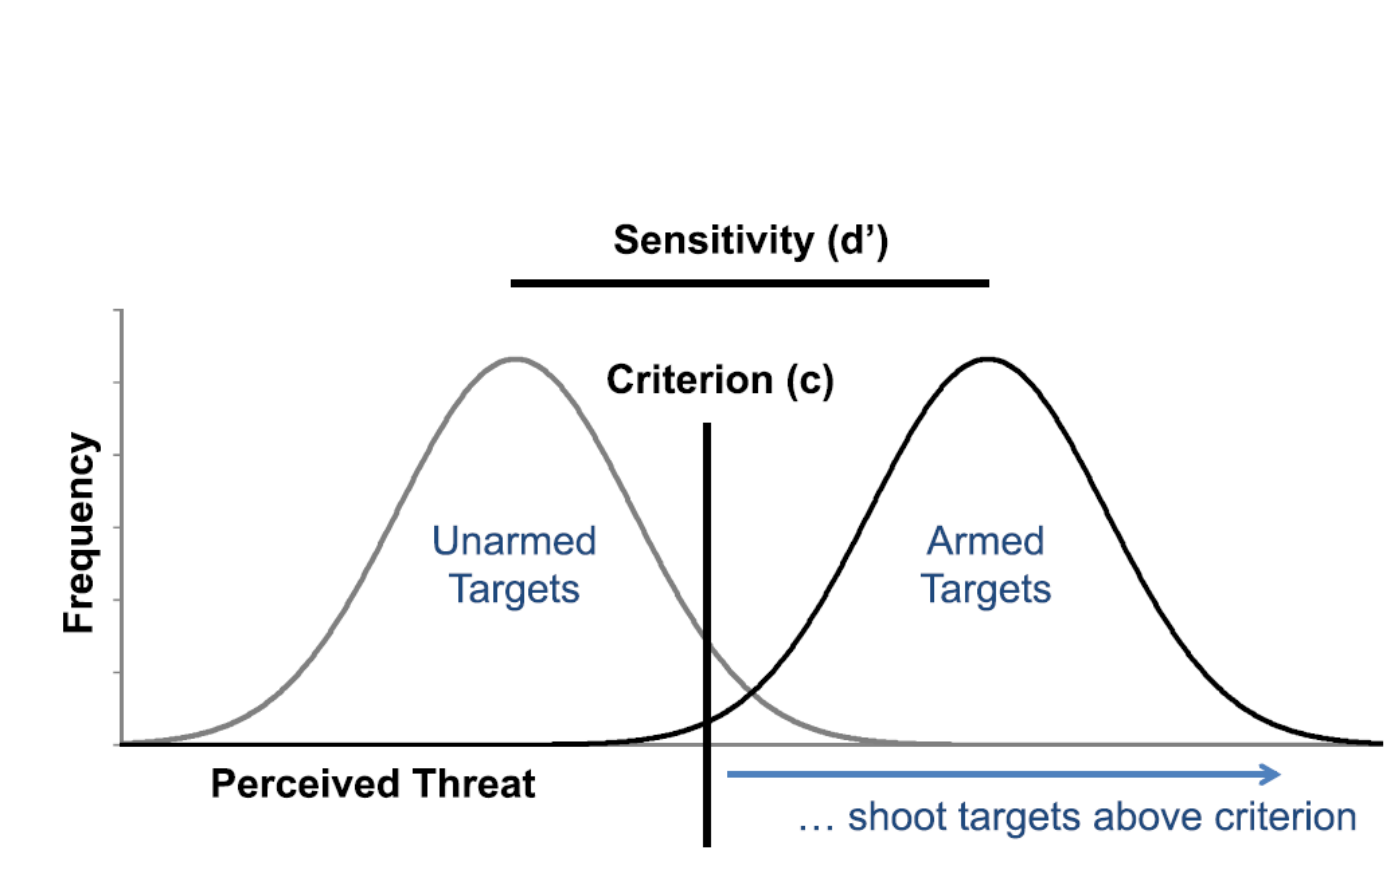 Sensitivity (d’)
Criterion (c)
Frequency
Unarmed
Targets
Armed
Targets
Perceived Threat
… shoot targets above criterion